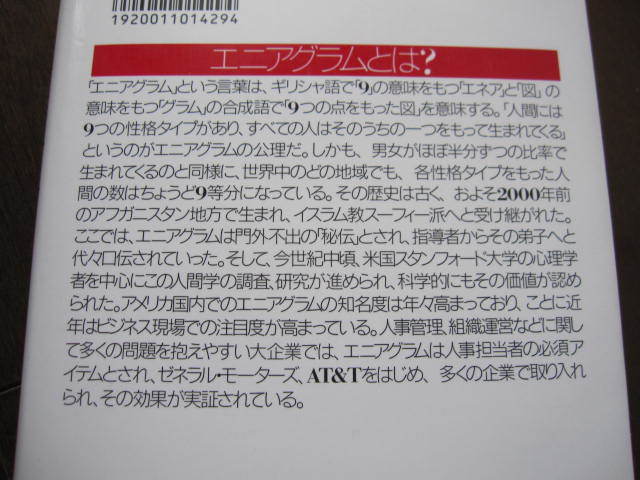 1920011014294
エニアグラムとは?
「エニアグラム」という言葉は、ギリシャ語で「9」の意味をもつ「エネア」と「図」の
意味をもつ「グラム」の合成語で「9つの点をもった図」を意味する。「人間には
9つの性格タイプがあり、すべての人はそのうちの一つをもって生まれてくる」
というのがエニアグラムの公理だ。しかも、男女がほぼ半分ずつの比率で
生まれてくるのと同様に、世界中のどの地域でも、各性格タイプをもった人
間の数はちょうど9等分になっている。その歴史は古く、およそ2000年前
のアフガニスタン地方で生まれ、イスラム教スーフィー派へと受け継がれた。
ここでは、エニアグラムは門外不出の「秘伝」とされ、指導者からその弟子へと
代々口伝されていった。そして、今世紀中頃、米国スタンフォード大学の心理学
者を中心にこの人間学の調査、研究が進められ、科学的にもその価値が認め
られた。アメリカ国内でのエニアグラムの知名度は年々高まっており、ことに近
年はビジネス現場での注目度が高まっている。人事管理、組織運営などに関し
て多くの問題を抱えやすい大企業では、エニアグラムは人事担当者の必須ア
イテムとされ、ゼネラル・モーターズ、AT&Tをはじめ、多くの企業で取り入れ
られ、その効果が実証されている。